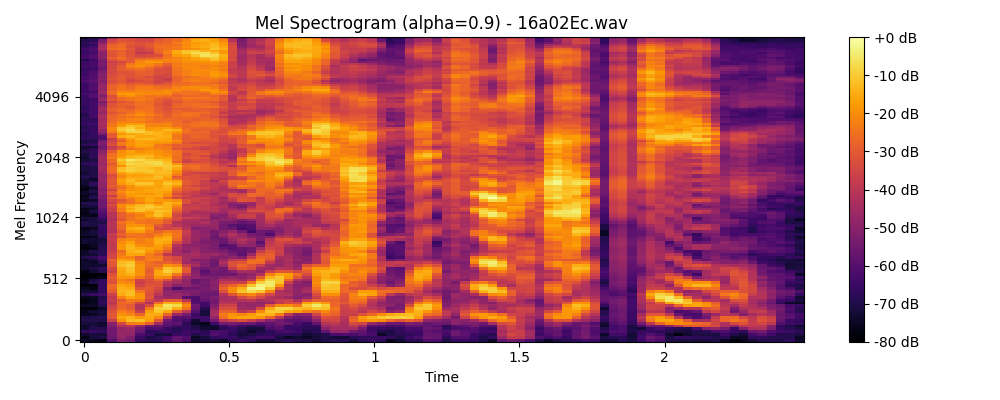 Mel Spectrogram (alpha=0.9) - 16a02Ec.wav
Mel Frequency
4096
2048
1024
512
0
0
0.5
1
1.5
2
Time
+0 dB
-10 dB
-20 dB
-30 dB
-40 dB
-50 dB
-60 dB
-70 dB
-80 dB